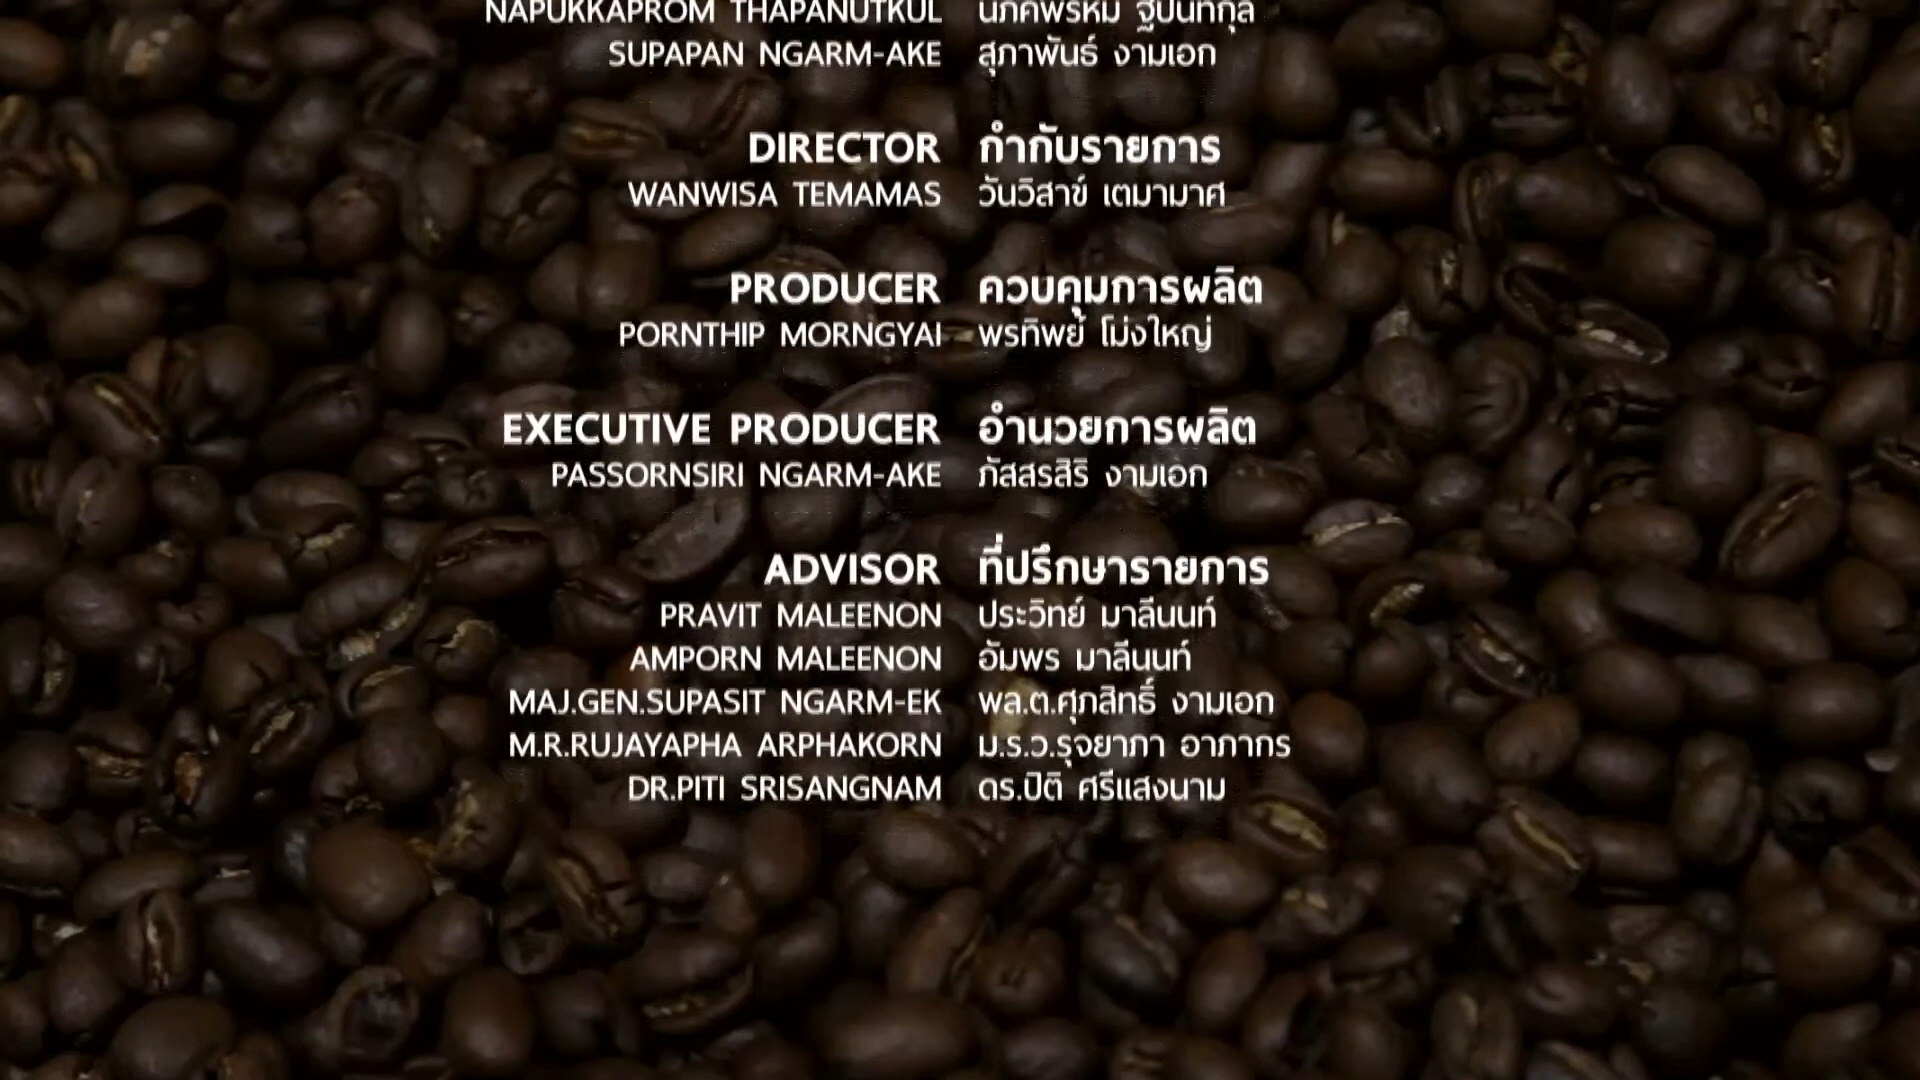 NAPUKKAPROM THAPANUTKUL นภัคพรหม ฐปนัทกุล
SUPAPAN NGARM-AKE สุภาพันธ์ งามเอก
DIRECTOR กำกับรายการ
WANWISA TEMAMAS วันวิสาข์ เตมามาศ
PRODUCER ควบคุมการผลิต
PORNTHIP MORNGYAI พรทิพย์ โม่งใหญ่
EXECUTIVE PRODUCER อำนวยการผลิต
PASSORNSIRI NGARM-AKE ภัสสรสิริ งามเอก
ADVISOR ที่ปรึกษารายการ
PRAVIT MALEENON ประวิทย์ มาลีนนท์
AMPORN MALEENON อัมพร มาลีนนท์
MAJ.GEN.SUPASIT NGARM-EK พล.ต.ศุภสิทธิ์ งามเอก
M.R.RUJAYAPHA ARPHAKORN ม.ร.ว.รุจยาภา อาภากร
DR.PITI SRISANGNAM ดร.ปิติ ศรีแสงนาม